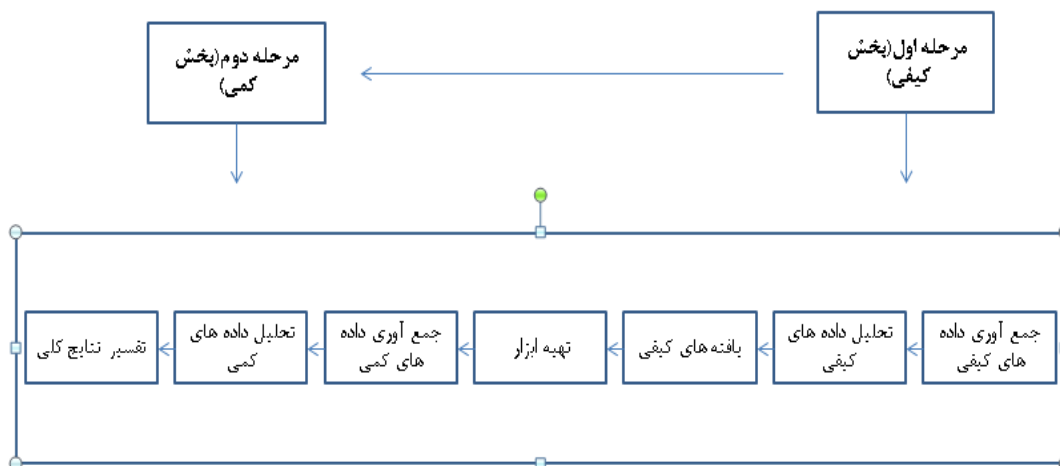 مرحله اول(بخش
کیفی)
مرحله دوم(بخش
کمی)
جمع آوری داده
های کیفی
تحلیل داده های
کیفی
یافته های کیفی
تهیه ابزار
جمع آوری داده
های کمی
تحلیل داده های
کمی
تفسیر نتایج کلی